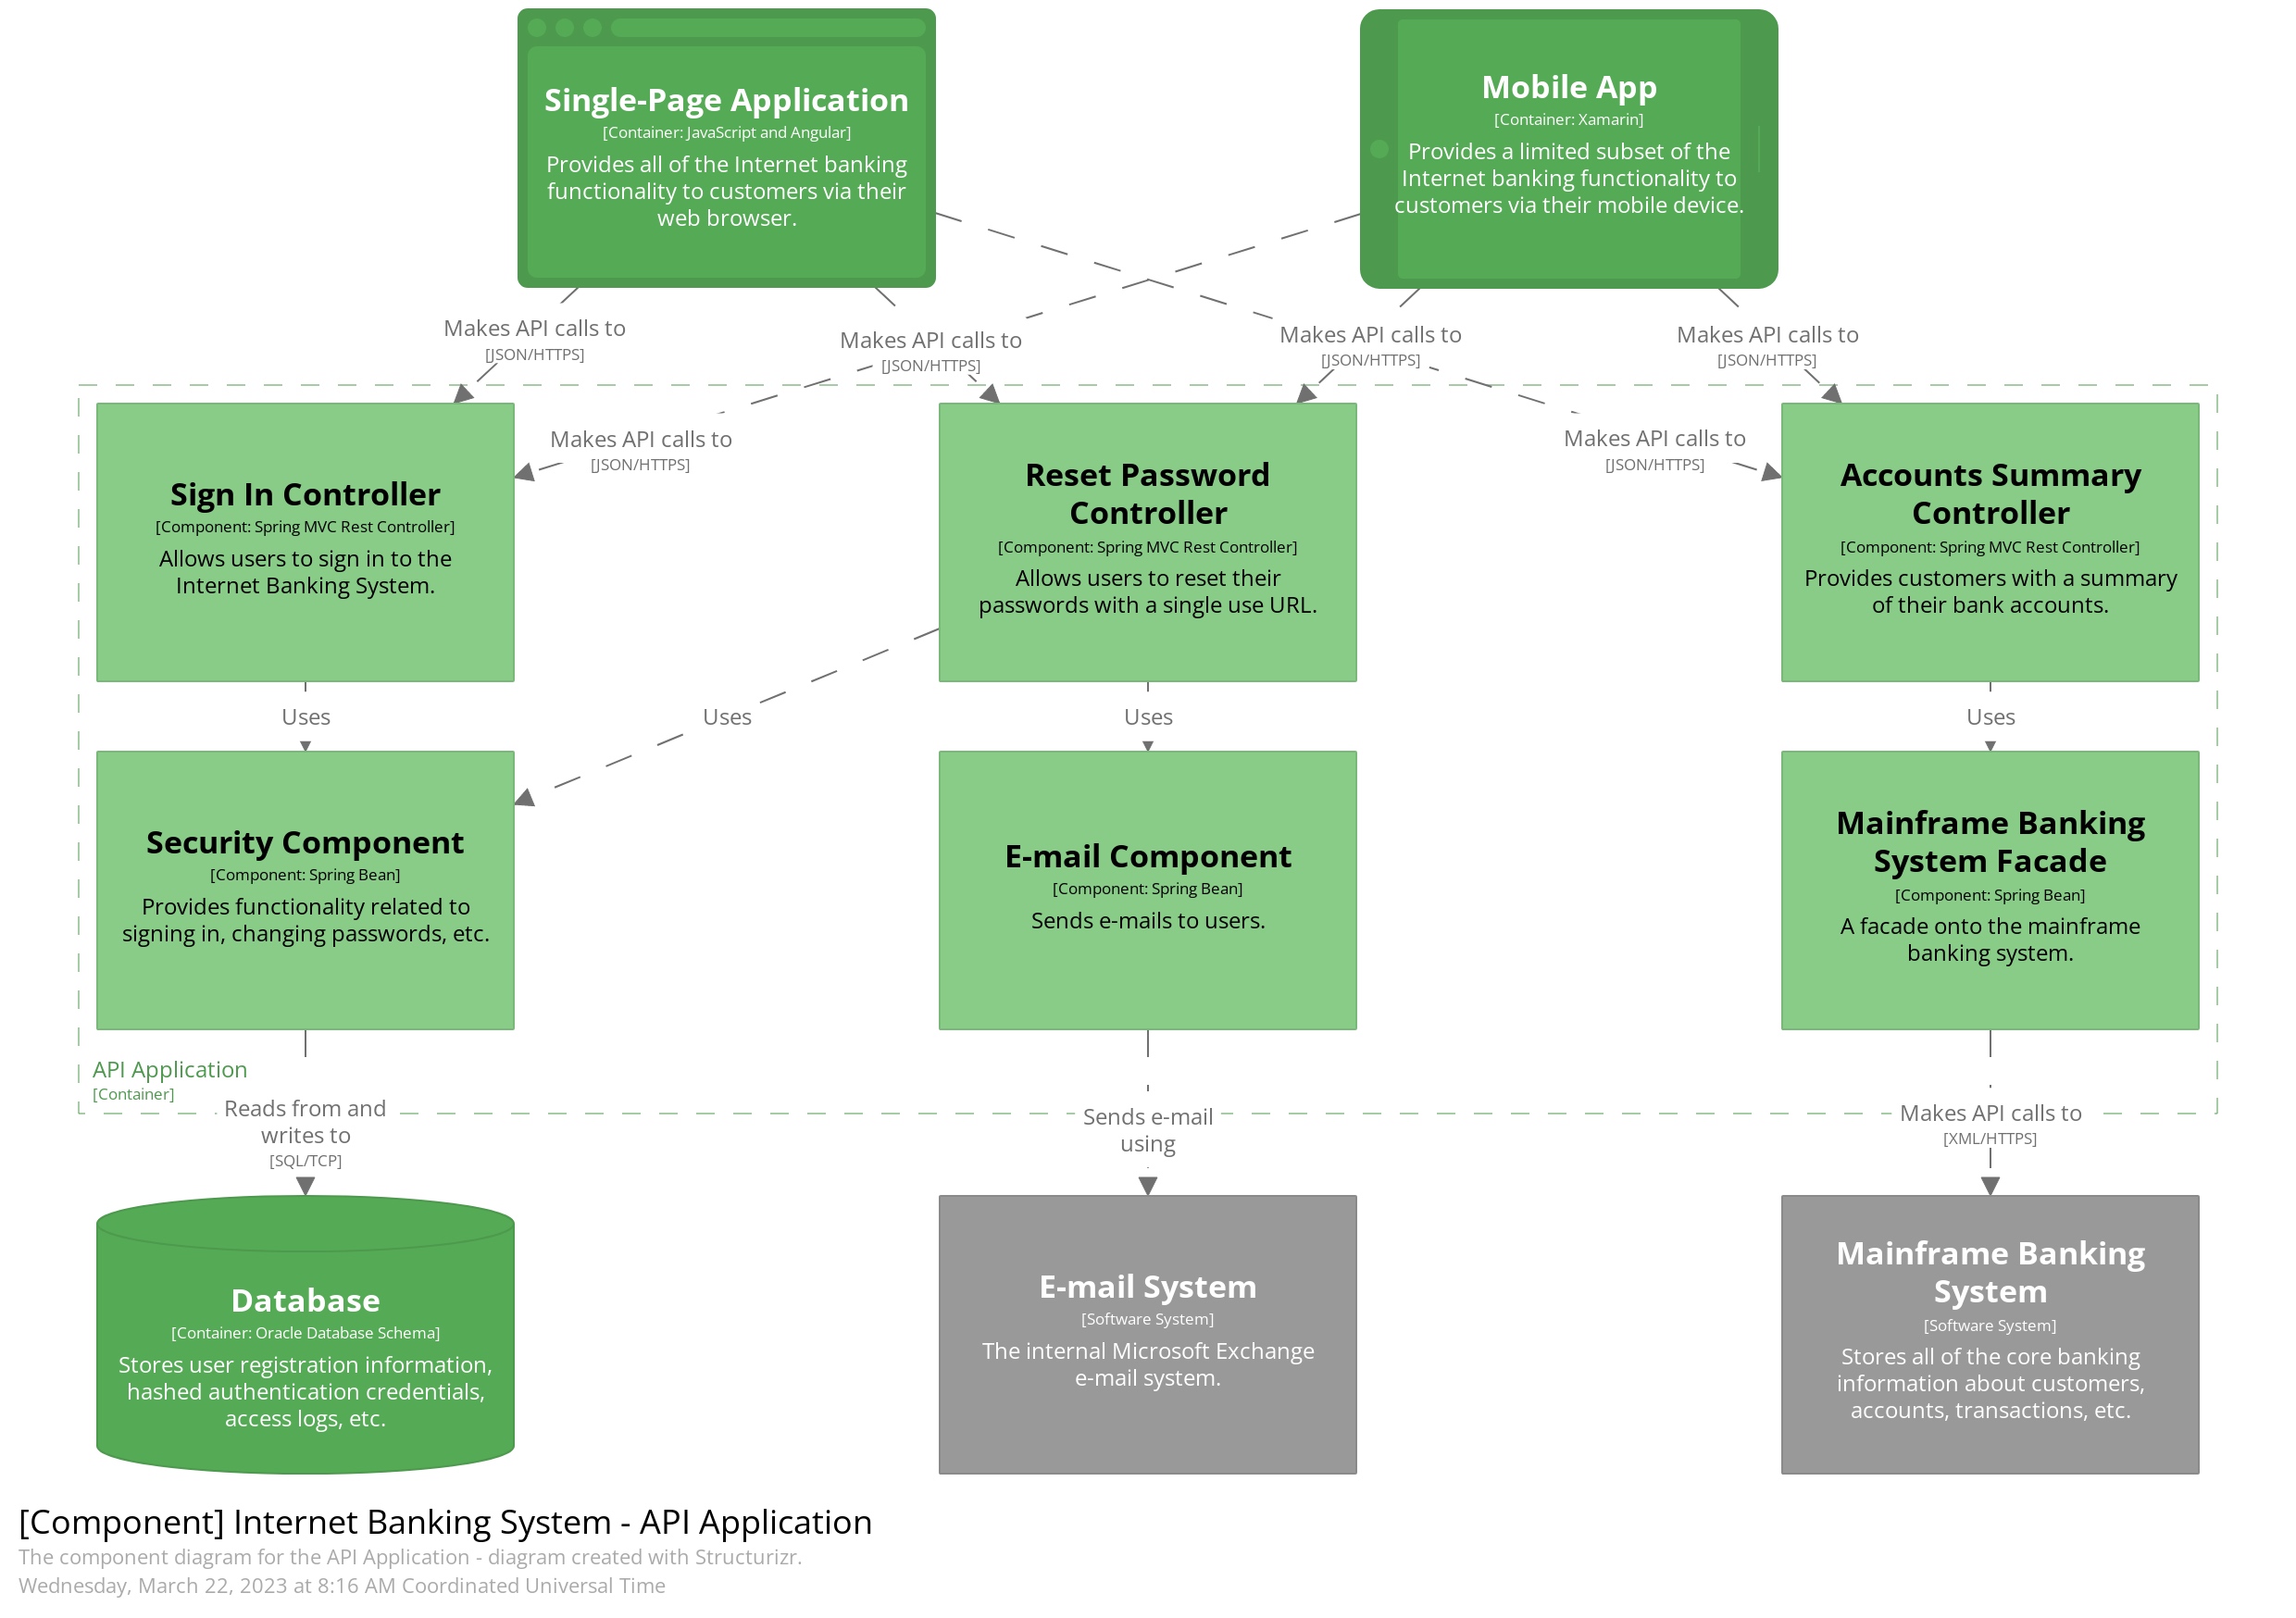 Single-Page Application
[Container: JavaScript and Angular]
Provides all of the Internet banking
functionality to customers via their
web browser.
Mobile App
[Container: Xamarin]
Provides a limited subset of the
Internet banking functionality to
customers via their mobile device.
Makes API calls to
[JSON/HTTPS]
Makes API calls to
[JSON/HTTPS]
Makes API calls to
[JSON/HTTPS]
Makes API calls to
[JSON/HTTPS]
Makes API calls to
[JSON/HTTPS]
Makes API calls to
[JSON/HTTPS]
Sign In Controller
[Component: Spring MVC Rest Controller]
Allows users to sign in to the
Internet Banking System.
Reset Password
Controller
[Component: Spring MVC Rest Controller]
Allows users to reset their
passwords with a single use URL.
Accounts Summary
Controller
[Component: Spring MVC Rest Controller]
Provides customers with a summary
of their bank accounts.
Uses
Uses
Uses
Uses
Security Component
[Component: Spring Bean]
Provides functionality related to
signing in, changing passwords, etc.
E-mail Component
[Component: Spring Bean]
Sends e-mails to users.
Mainframe Banking
System Facade
[Component: Spring Bean]
A facade onto the mainframe
banking system.
API Application
[Container]
Reads from and
writes to
[SQL/TCP]
Sends e-mail
using
Makes API calls to
[XML/HTTPS]
Database
[Container: Oracle Database Schema]
Stores user registration information,
hashed authentication credentials,
access logs, etc.
E-mail System
[Software System]
The internal Microsoft Exchange
e-mail system.
Mainframe Banking
System
[Software System]
Stores all of the core banking
information about customers,
accounts, transactions, etc.
[Component] Internet Banking System - API Application
The component diagram for the API Application - diagram created with Structurizr.
Wednesday, March 22, 2023 at 8:16 AM Coordinated Universal Time